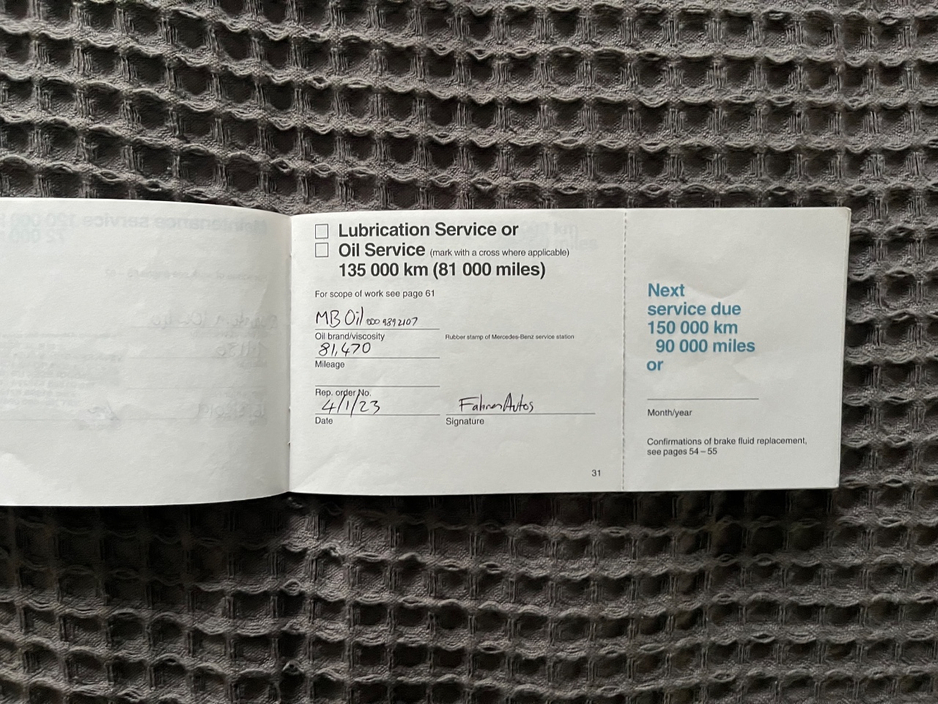 Lubrication Service or
Oil Service (mark with a cross where applicable)
135 000 km (81 000 miles)
For scope of work see page 61
MB Oil 000 9892107
Oil brand/viscosity
Rubber stamp of Mercedes-Benz service station
81,470
Mileage
Rep. order No.
4/1/23
Date
Autos
Signature
31
Next
service due
150 000 km
90 000 miles
or
Month/year
Confirmations of brake fluid replacement,
see pages 54–55